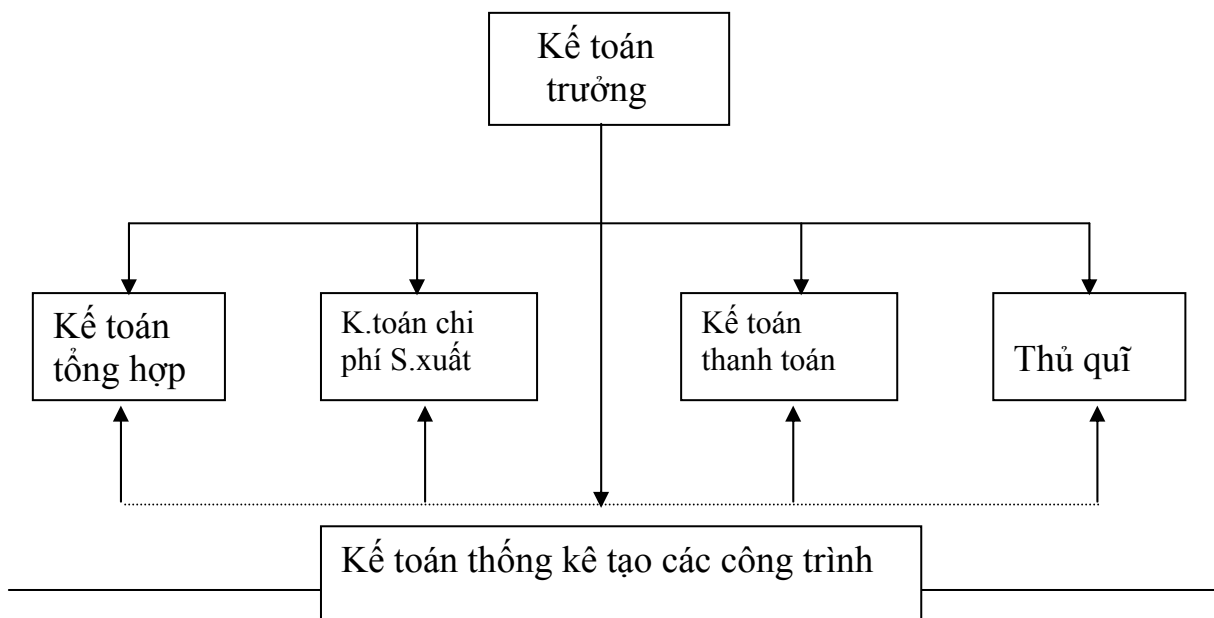 Kế toán
trưởng
Kế toán
tổng hợp
K.toán chi
phí S.xuất
Kế toán
thanh toán
Thủ quĩ
Kế toán thống kê tạo các công trình